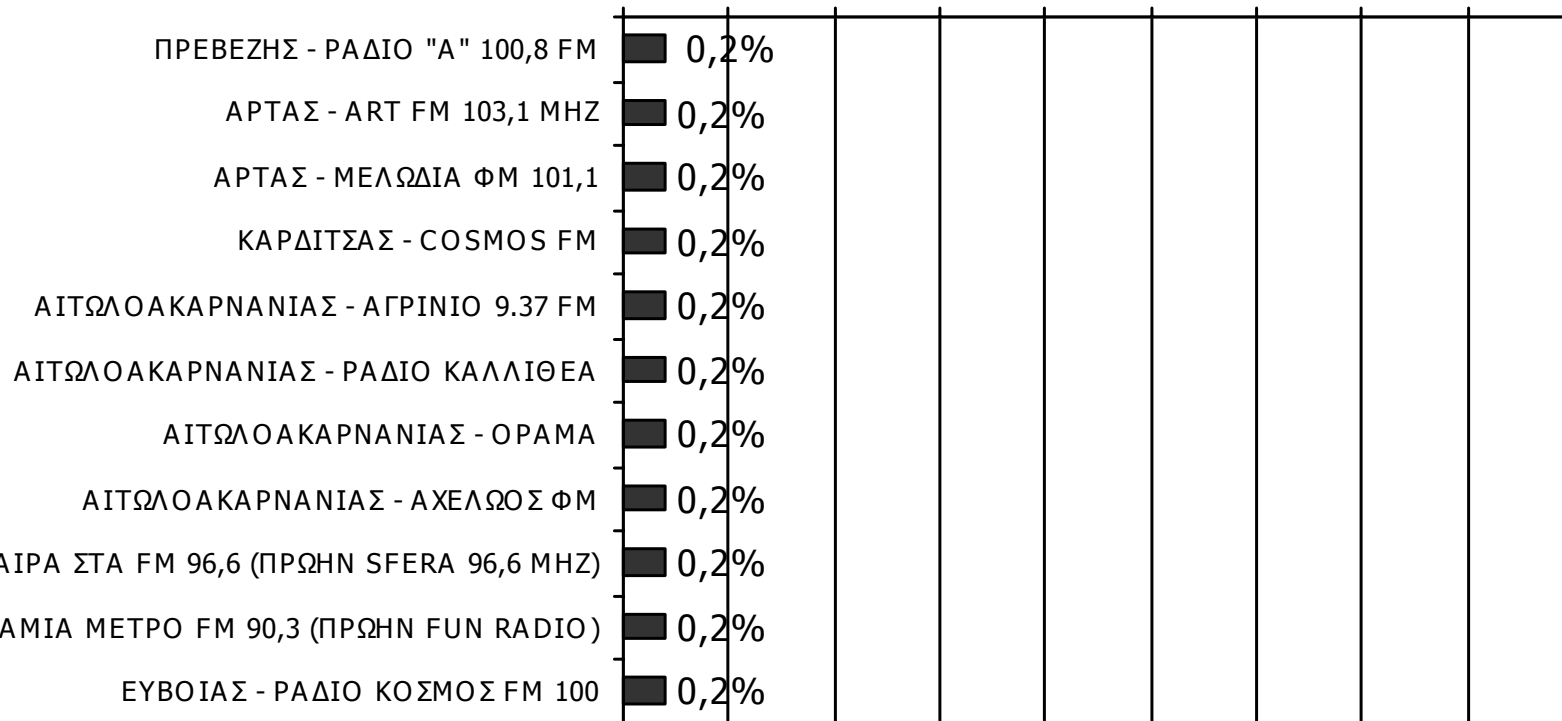 ΠΡΕΒΕΖΗΣ - ΡΑΔΙΟ "Α" 100,8 FM 0,2%
ΑΡΤΑΣ - ART FM 103,1 MHZ 0,2%
ΑΡΤΑΣ - ΜΕΛΩΔΙΑ ΦΜ 101,1 0,2%
ΚΑΡΔΙΤΣΑΣ - COSMOS FM 0,2%
ΑΙΤΩΛΟΑΚΑΡΝΑΝΙΑΣ - ΑΓΡΙΝΙΟ 9.37 FM 0,2%
ΑΙΤΩΛΟΑΚΑΡΝΑΝΙΑΣ - ΡΑΔΙΟ ΚΑΛΛΙΘΕΑ 0,2%
ΑΙΤΩΛΟΑΚΑΡΝΑΝΙΑΣ - ΟΡΑΜΑ 0,2%
ΑΙΤΩΛΟΑΚΑΡΝΑΝΙΑΣ - ΑΧΕΛΩΟΣ ΦΜ 0,2%
ΑΙΡΑ ΣΤΑ FM 96,6 (ΠΡΩΗΝ SFERA 96,6 MHZ) 0,2%
ΑΜΙΑ ΜΕΤΡΟ FM 90,3 (ΠΡΩΗΝ FUN RADIO) 0,2%
ΕΥΒΟΙΑΣ - ΡΑΔΙΟ ΚΟΣΜΟΣ FM 100 0,2%